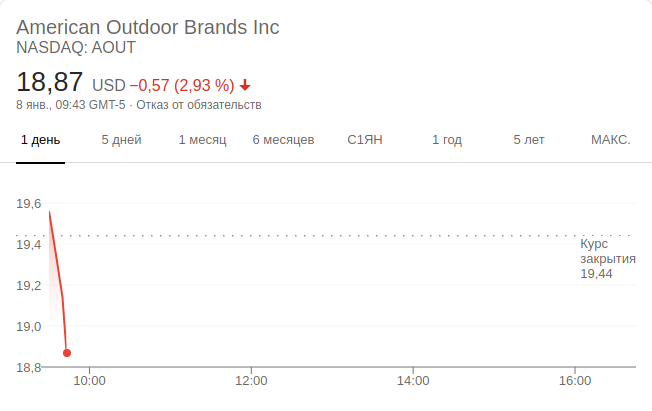 American Outdoor Brands Inc
NASDAQ: AOUT
18,87 USD −0,57 (2,93 %)
8 янв., 09:43 GMT-5 · Отказ от обязательств
1 день 5 дней 1 месяц 6 месяцев С1ЯН 1 год 5 лет МАКС.
19,6
19,4
19,2
19,0
18,8
Курс
закрытия
19,44
10:00 12:00 14:00 16:00